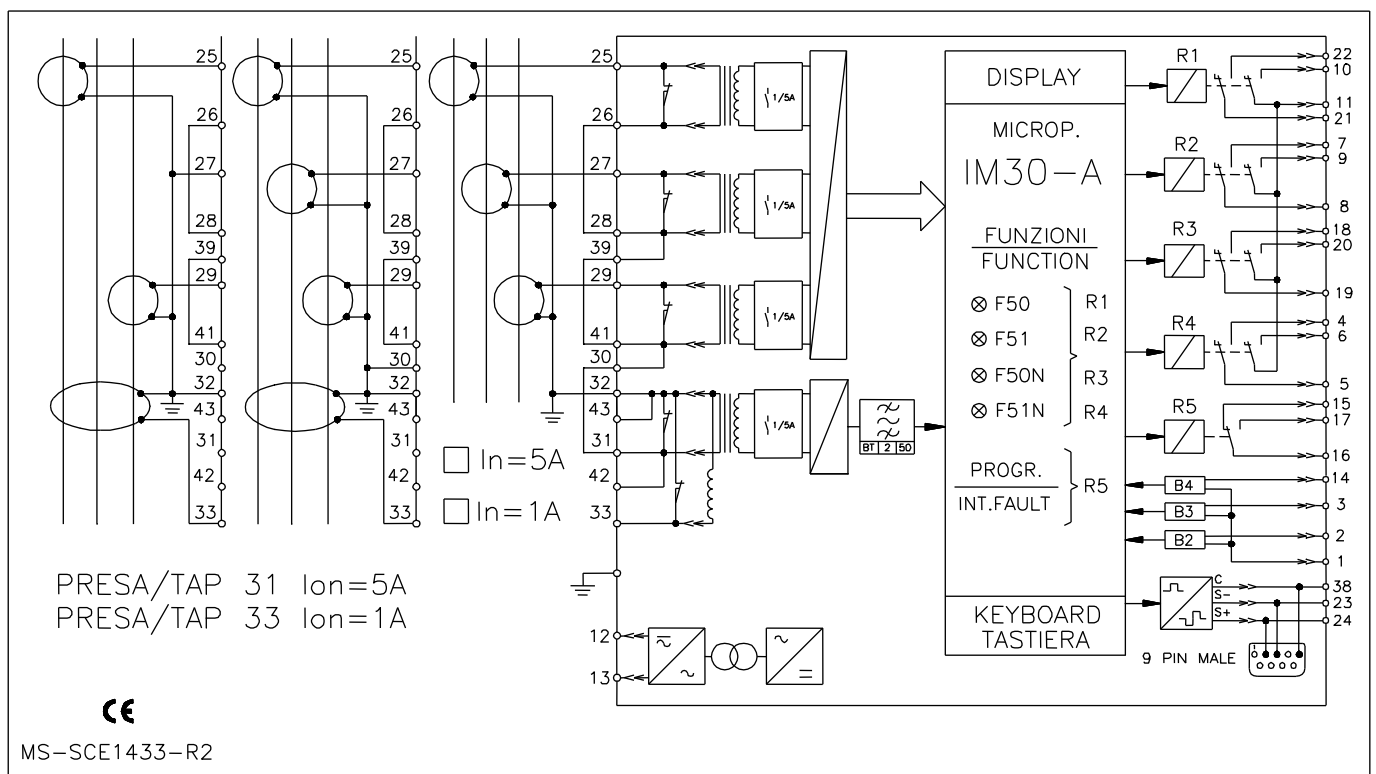 25
26
27
28
39
29
41
30
32
43
31
42
33
25
26
27
28
39
29
41
30
32
43
31
42
33
25
26
27
28
39
29
41
30
32
43
31
42
33
In=5A
In=1A
1/5A
1/5A
1/5A
1/5A
BT 2 50
12
13
DISPLAY
MICROP.
IM30-A
FUNZIONI
FUNCTION
F50
F51
F50N
F51N
R1
R2
R3
R4
PROGR.
INT.FAULT
R5
KEYBOARD
TASTIERA
R1
22
10
11
21
R2
7
9
8
R3
18
20
19
R4
4
6
5
R5
15
17
16
B4
14
B3
3
B2
2
1
C
38
S-
23
S+
24
9 PIN MALE
1
PRESA/TAP 31 Ion=5A
PRESA/TAP 33 Ion=1A
CE
MS-SCE1433-R2